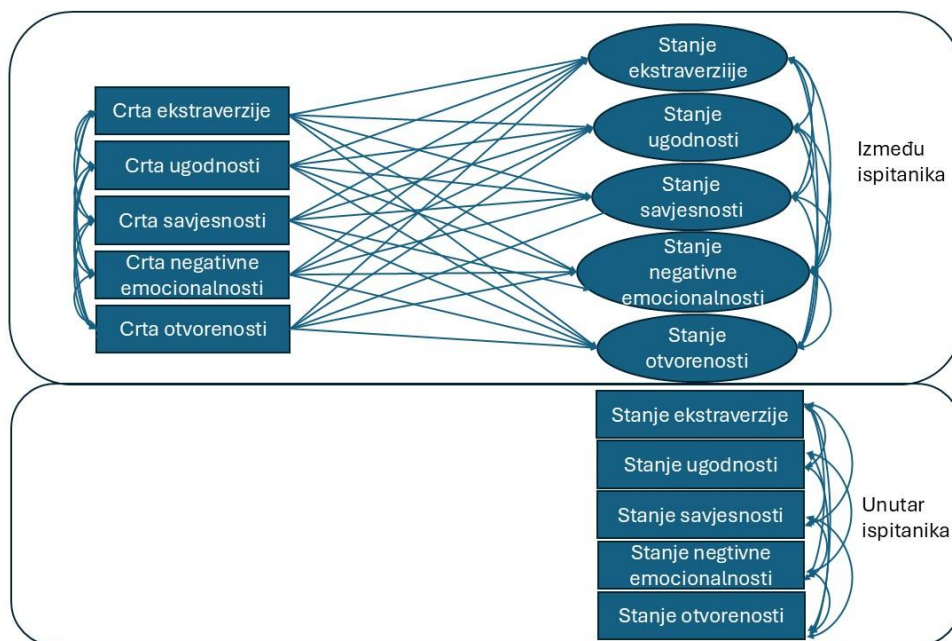 Crta ekstraverzije
Crta ugodnosti
Crta savjesnosti
Crta negativne
emocionalnosti
Crta otvorenosti
Stanje
ekstraverziije
Stanje
ugodnosti
Stanje
savjesnosti
Stanje
negativne
emocionalnosti
Stanje
otvorenosti
Između
ispitanika
Stanje ekstraverzije
Stanje ugodnosti
Stanje savjesnosti
Stanje negtivne
emocionalnosti
Stanje otvorenosti
Unutar
ispitanika